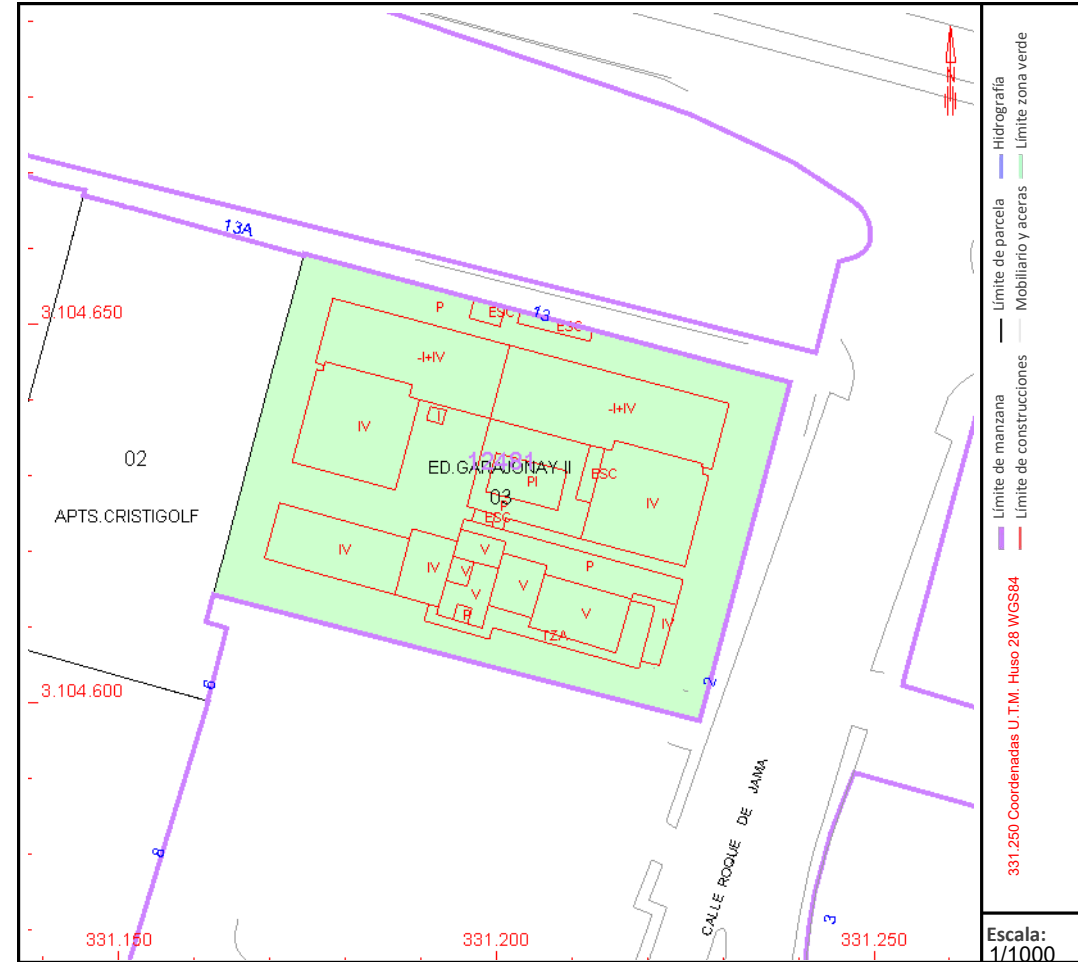 13A
3.104.650
P
ESC
13
ESC
-I+IV
-I+IV
I
IV
02
ED.GARAJONAY II
12481
ESC
PI
03
IV
P
ESC
APTS.CRISTIGOLF
IV
V
P
IV
V
V
V
V
P
IV
TZA
3.104.600
6
2
8
CALLE ROQUE DE JAMA
3
331.150
331.200
331.250
N
Límite de manzana
Límite de parcela
Hidrografía
Límite de construcciones
Mobiliario y aceras
Límite zona verde
331.250 Coordenadas U.T.M. Huso 28 WGS84
Escala:
1/1000